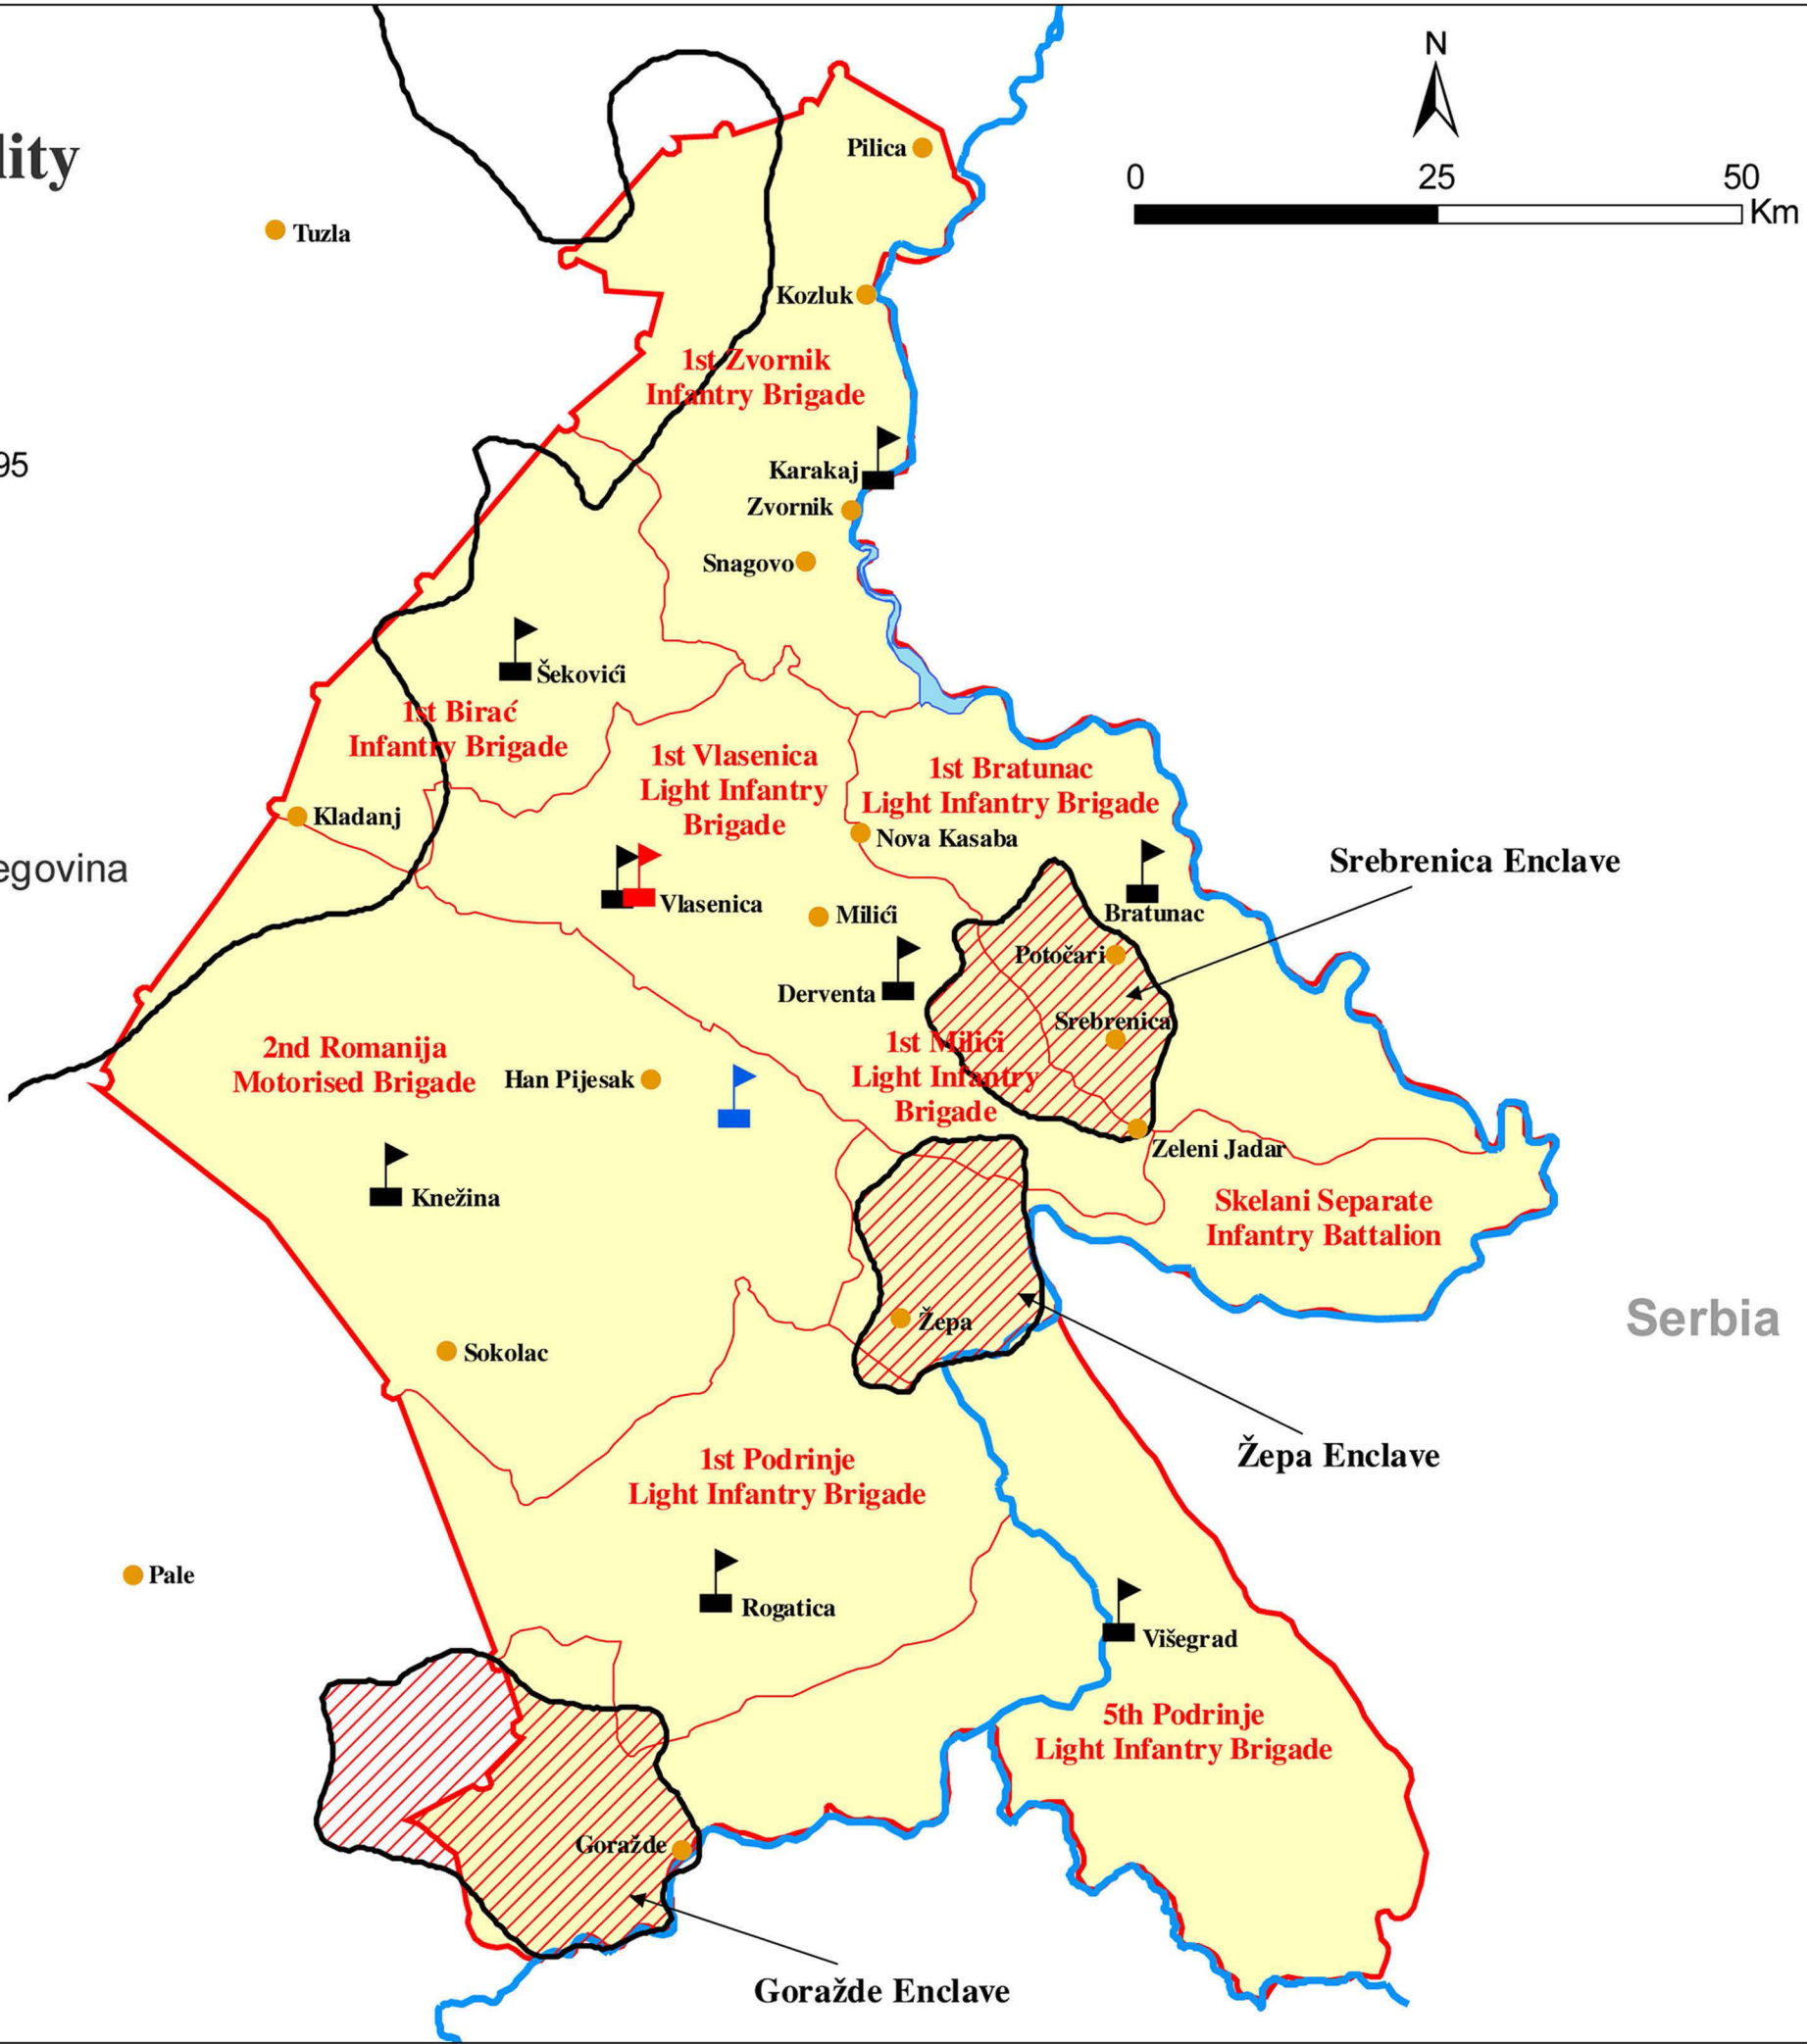 N
0 25 50
Km
lity
95
egovina
Tuzla
Pilica
Kozluk
1st Zvornik
Infantry Brigade
Karakaj
Zvornik
Snagovo
Šekovići
1st Birać
Infantry Brigade
Kladanj
1st Vlasenica
Light Infantry
Brigade
1st Bratunac
Light Infantry Brigade
Nova Kasaba
Srebrenica Enclave
Vlasenica
Milići
Bratunac
Potočari
Derventa
Srebrenica
1st Milići
Light Infantry
Brigade
2nd Romanija
Motorised Brigade
Han Pijesak
Zeleni Jadar
Knežina
Skelani Separate
Infantry Battalion
Serbia
Žepa
Sokolac
Žepa Enclave
1st Podrinje
Light Infantry Brigade
Pale
Rogatica
Višegrad
5th Podrinje
Light Infantry Brigade
Goražde
Goražde Enclave